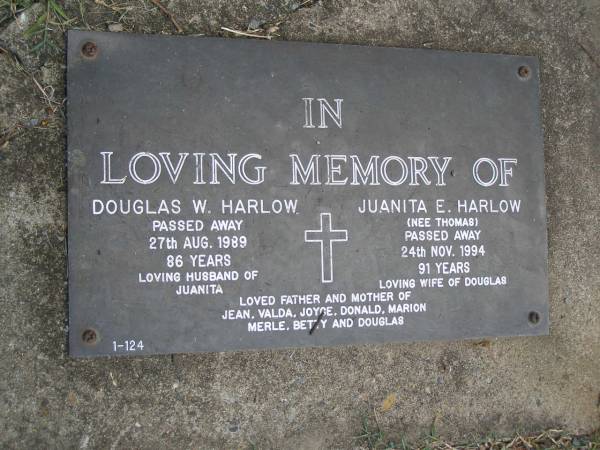 IN
LOVING MEMORY OF
DOUGLAS W. HARLOW
PASSED AWAY
27th AUG. 1989
86 YEARS
LOVING HUSBAND OF
JUANITA
JUANITA E. HARLOW
(NEE THOMAS)
PASSED AWAY
24th NOV. 1994
91 YEARS
LOVING WIFE OF DOUGLAS
LOVED FATHER AND MOTHER OF
JEAN, VALDA, JOYCE, DONALD, MARION
MERLE, BETTY AND DOUGLAS
1-124